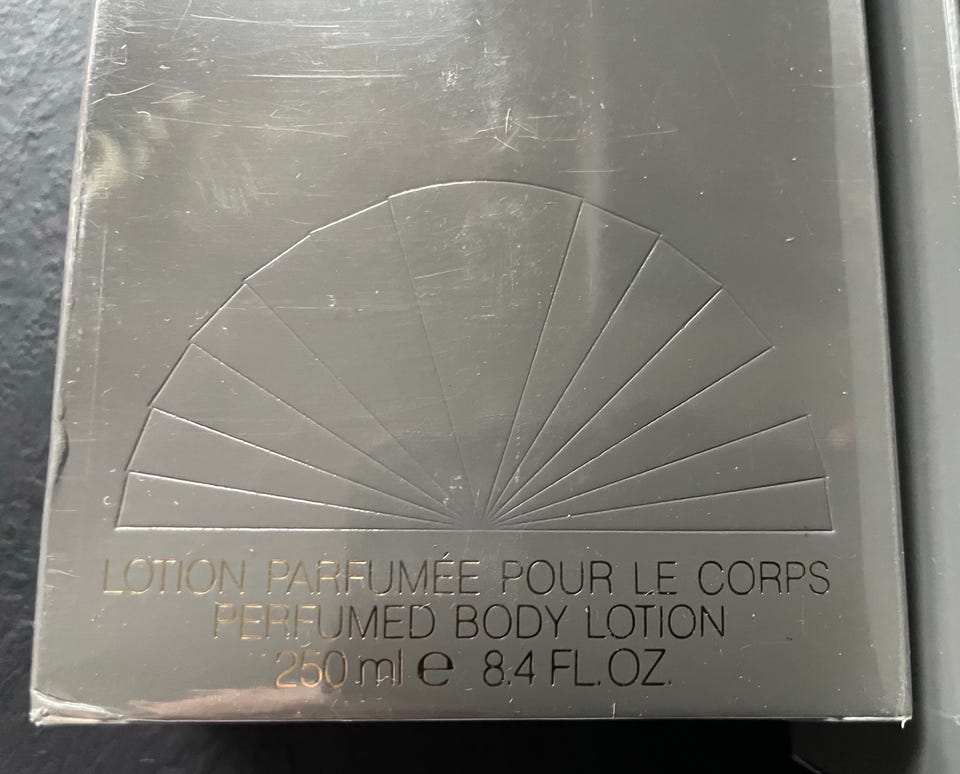 LOTION PARFUMÉE POUR LE CORPS
PERFUMED BODY LOTION
250 ml ℮ 8.4 FL.OZ.